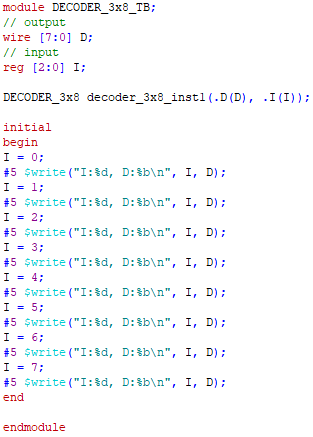 module DECODER_3x8_TB;
// output
wire [7:0] D;
// input
reg [2:0] I;
DECODER_3x8 decoder_3x8_inst1(.D(D), .I(I));
initial
begin
I = 0;
#5 $write("I:%d, D:%b\n", I, D);
I = 1;
#5 $write("I:%d, D:%b\n", I, D);
I = 2;
#5 $write("I:%d, D:%b\n", I, D);
I = 3;
#5 $write("I:%d, D:%b\n", I, D);
I = 4;
#5 $write("I:%d, D:%b\n", I, D);
I = 5;
#5 $write("I:%d, D:%b\n", I, D);
I = 6;
#5 $write("I:%d, D:%b\n", I, D);
I = 7;
#5 $write("I:%d, D:%b\n", I, D);
end
endmodule